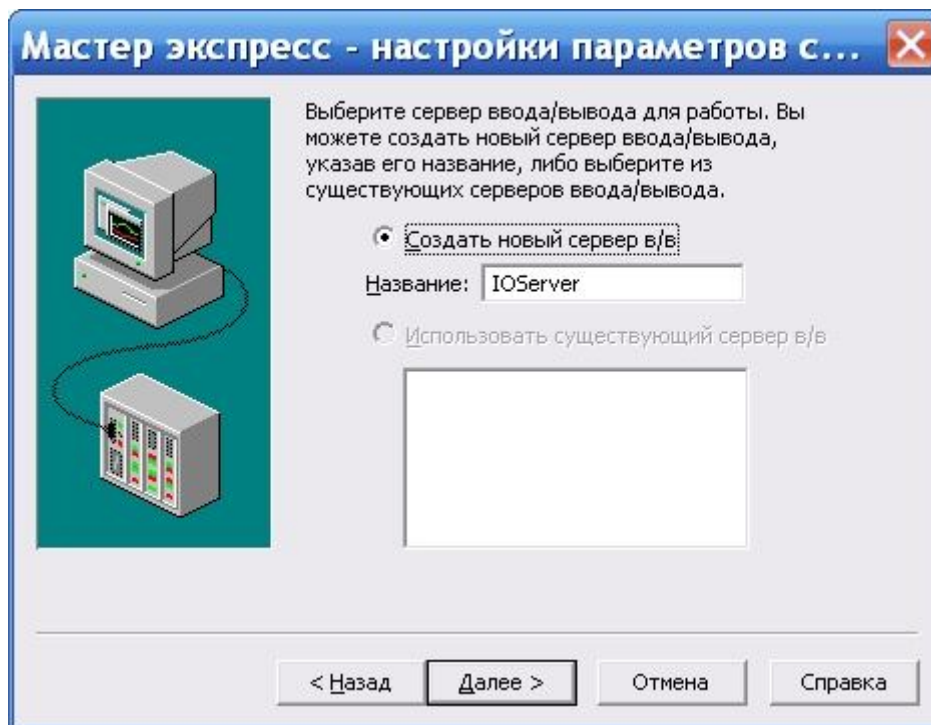 Мастер экспресс - настройки параметров с...
Выберите сервер ввода/вывода для работы. Вы
можете создать новый сервер ввода/вывода,
указав его название, либо выберите из
существующих серверов ввода/вывода.
Создать новый сервер в/в
Название: IOServer
Использовать существующий сервер в/в
< Назад Далее > Отмена Справка